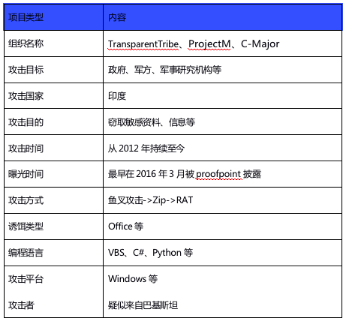 项目类型 内容
组织名称 TransparentTribe、ProjectM、C-Major
攻击目标 政府、军方、军事研究机构等
攻击国家 印度
攻击目的 窃取敏感资料、信息等
攻击时间 从 2012 年持续至今
曝光时间 最早在 2016 年 3 月被 proofpoint 披露
攻击方式 鱼叉攻击->Zip->RAT
诱饵类型 Office 等
编程语言 VBS、C#、Python 等
攻击平台 Windows 等
攻击者 疑似来自巴基斯坦